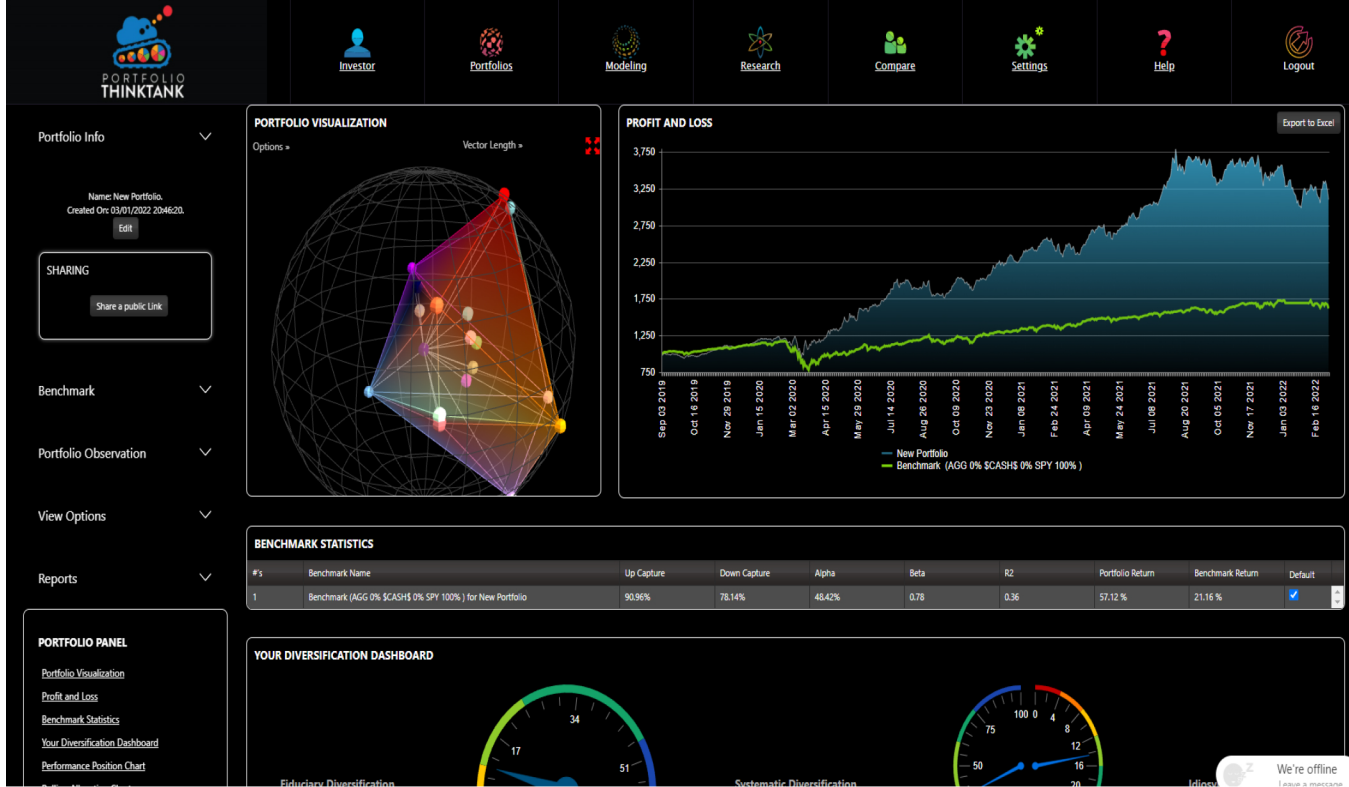 PORTFOLIO
THINKTANK
Investor
Portfolios
Modeling
Research
Compare
Settings
Help
Logout
Portfolio Info
Name: New Portfolio.
Created On: 03/01/2022 20:46:20.
Edit
SHARING
Share a public Link
Benchmark
Portfolio Observation
View Options
Reports
PORTFOLIO PANEL
Portfolio Visualization
Profit and Loss
Benchmark Statistics
Your Diversification Dashboard
Performance Position Chart
PORTFOLIO VISUALIZATION
Options »
Vector Length »
PROFIT AND LOSS
Export to Excel
3,750
3,250
2,750
2,250
1,750
1,250
750
Sep 03 2019
Oct 16 2019
Nov 29 2019
Jan 15 2020
Mar 02 2020
Apr 15 2020
May 29 2020
Jul 14 2020
Aug 26 2020
Oct 09 2020
Nov 23 2020
Jan 08 2021
Feb 24 2021
Apr 09 2021
May 24 2021
Jul 08 2021
Aug 20 2021
Oct 05 2021
Nov 17 2021
Jan 03 2022
Feb 16 2022
New Portfolio
Benchmark (AGG 0% $CASH$ 0% SPY 100% )
BENCHMARK STATISTICS
#'s Benchmark Name Up Capture Down Capture Alpha Beta R2 Portfolio Return Benchmark Return Default
1 Benchmark (AGG 0% $CASH$ 0% SPY 100% ) for New Portfolio 90.96% 78.14% 48.42% 0.78 0.36 57.12 % 21.16 %
YOUR DIVERSIFICATION DASHBOARD
17
34
51
Fiduciary Diversification
50
75
100
0
4
8
12
16
20
Systematic Diversification
We're offline
Leave a message